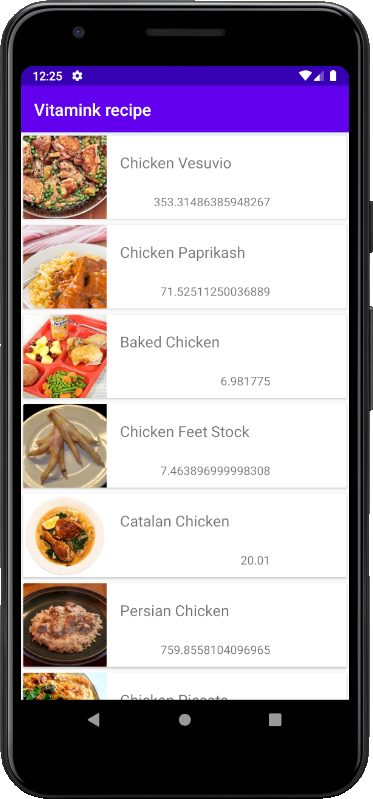 12:25
Vitamink recipe
Chicken Vesuvio
353.31486385948267
Chicken Paprikash
71.52511250036889
Baked Chicken
6.981775
Chicken Feet Stock
7.463896999998308
Catalan Chicken
20.01
Persian Chicken
759.8558104096965